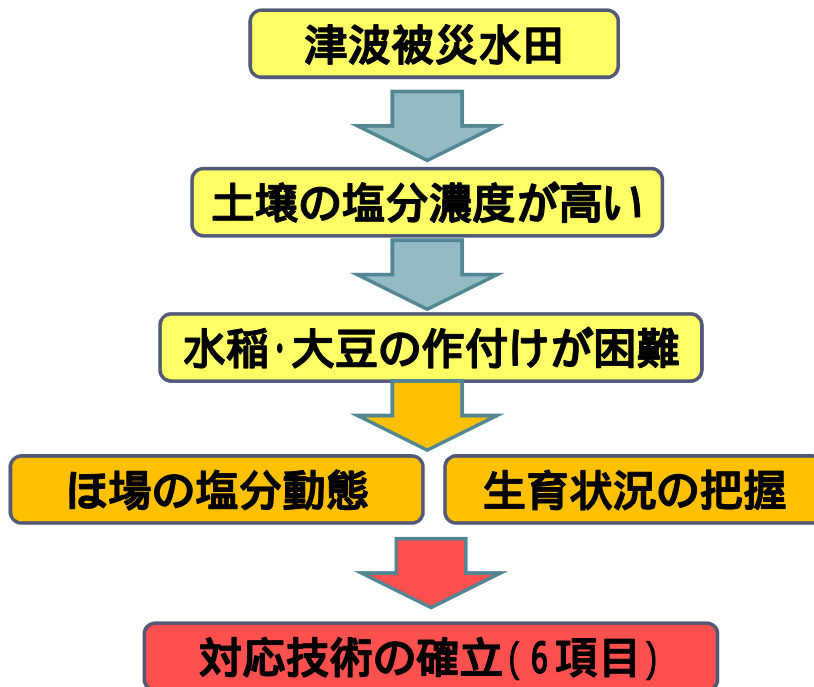 津波被災水田
土壌の塩分濃度が高い
水稲・大豆の作付けが困難
ほ場の塩分動態
生育状況の把握
対応技術の確立(6項目)